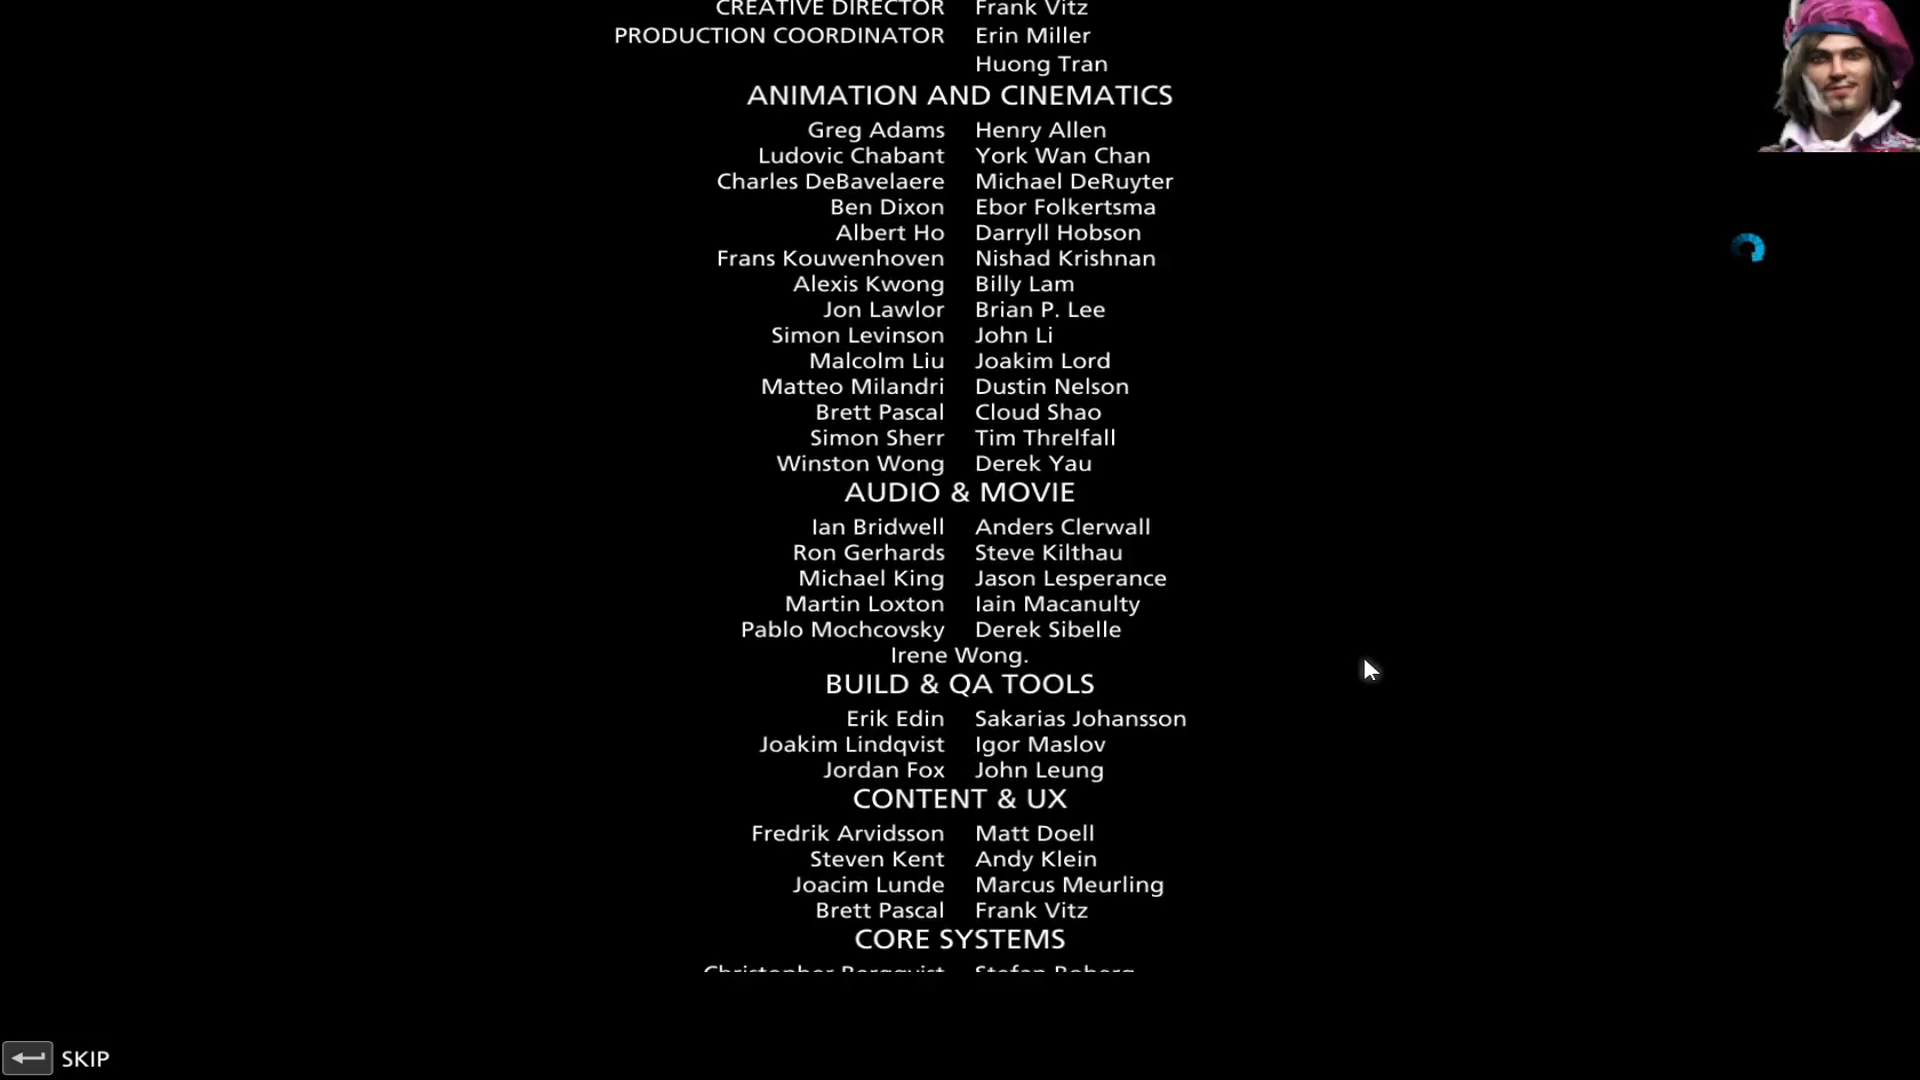 CREATIVE DIRECTOR Frank Vitz
PRODUCTION COORDINATOR Erin Miller
Huong Tran
ANIMATION AND CINEMATICS
Greg Adams Henry Allen
Ludovic Chabant York Wan Chan
Charles DeBavelaere Michael DeRuyter
Ben Dixon Ebor Folkertsma
Albert Ho Darryll Hobson
Frans Kouwenhoven Nishad Krishnan
Alexis Kwong Billy Lam
Jon Lawlor Brian P. Lee
Simon Levinson John Li
Malcolm Liu Joakim Lord
Matteo Milandri Dustin Nelson
Brett Pascal Cloud Shao
Simon Sherr Tim Threlfall
Winston Wong Derek Yau
AUDIO & MOVIE
Ian Bridwell Anders Clerwall
Ron Gerhards Steve Kilthau
Michael King Jason Lesperance
Martin Loxton Iain Macanulty
Pablo Mochcovsky Derek Sibelle
Irene Wong.
BUILD & QA TOOLS
Erik Edin Sakarias Johansson
Joakim Lindqvist Igor Maslov
Jordan Fox John Leung
CONTENT & UX
Fredrik Arvidsson Matt Doell
Steven Kent Andy Klein
Joacim Lunde Marcus Meurling
Brett Pascal Frank Vitz
CORE SYSTEMS
Christopher Bergqvist Stefan Boberg
SKIP